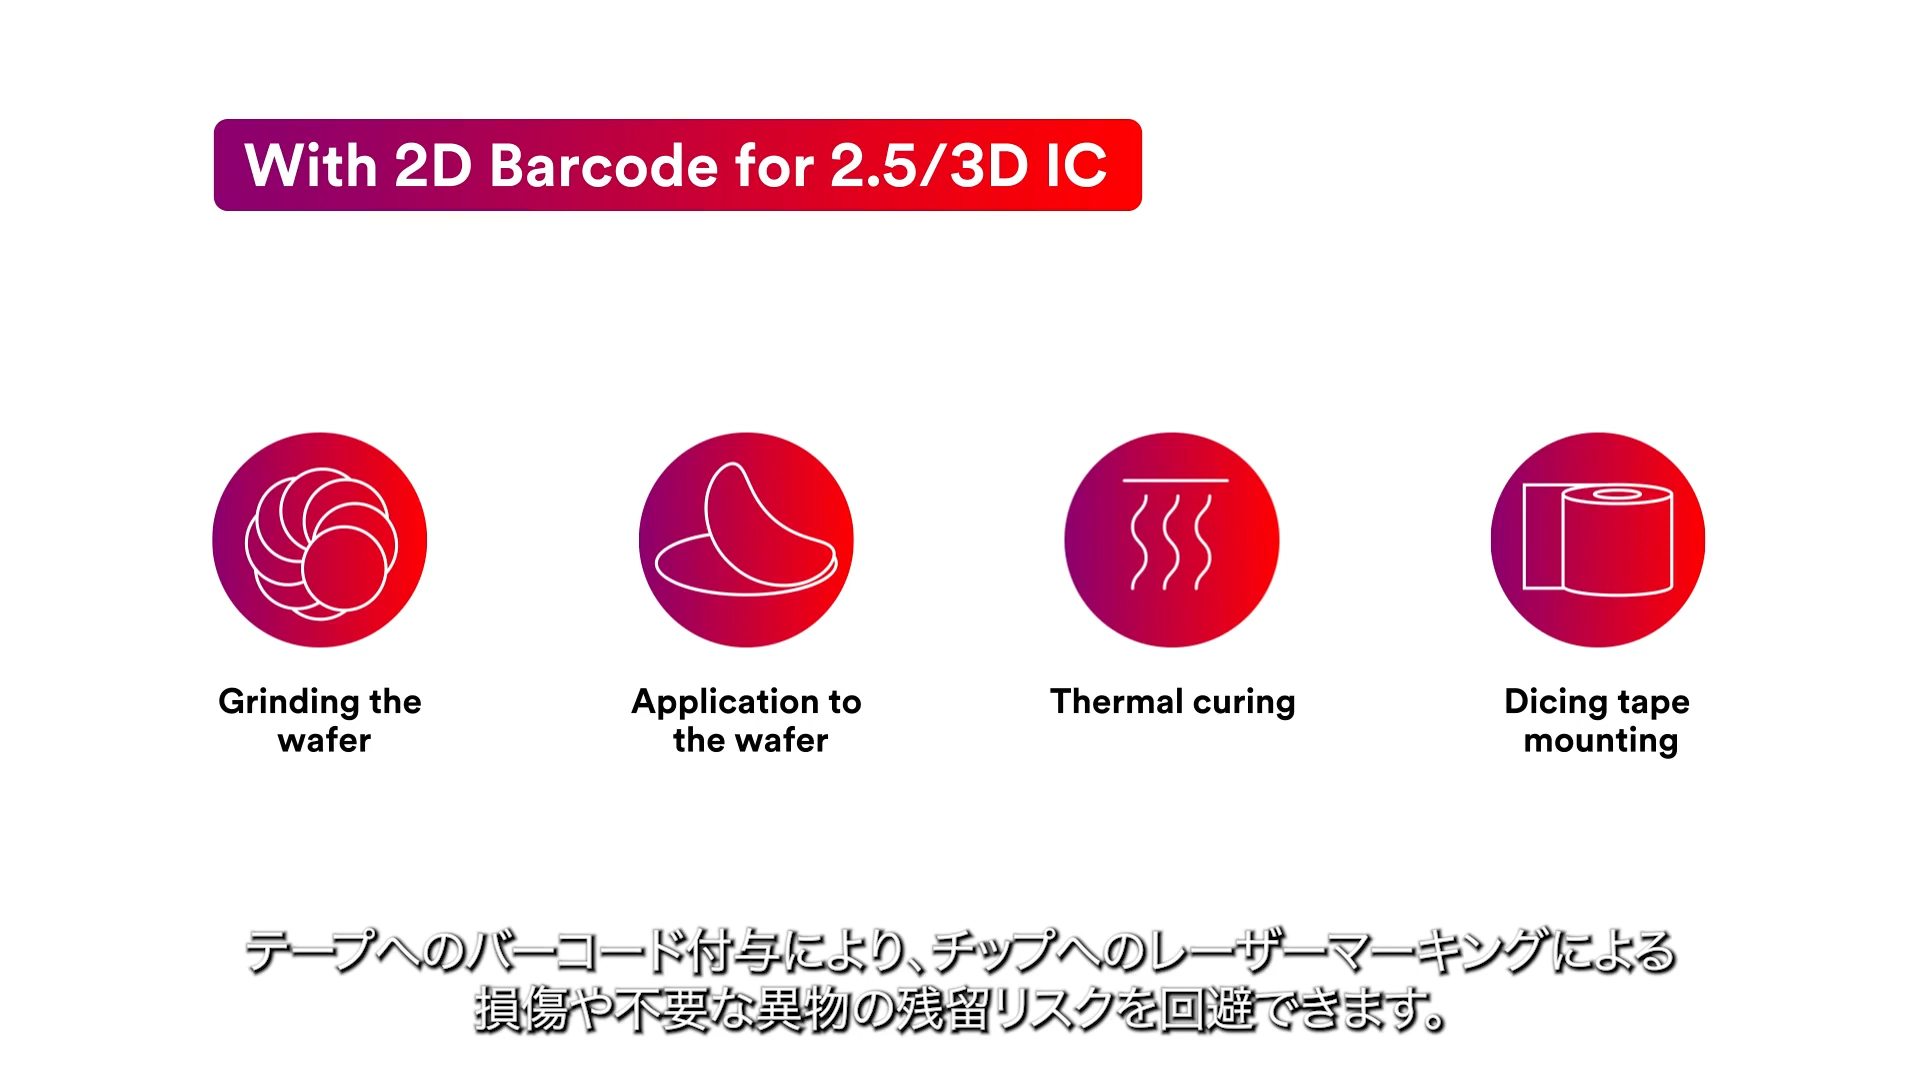 With 2D Barcode for 2.5/3D IC
Grinding the
wafer
Application to
the wafer
Thermal curing
Dicing tape
mounting
テープへのバーコード付与により、チップへのレーザーマーキングによる
損傷や不要な異物の残留リスクを回避できます。